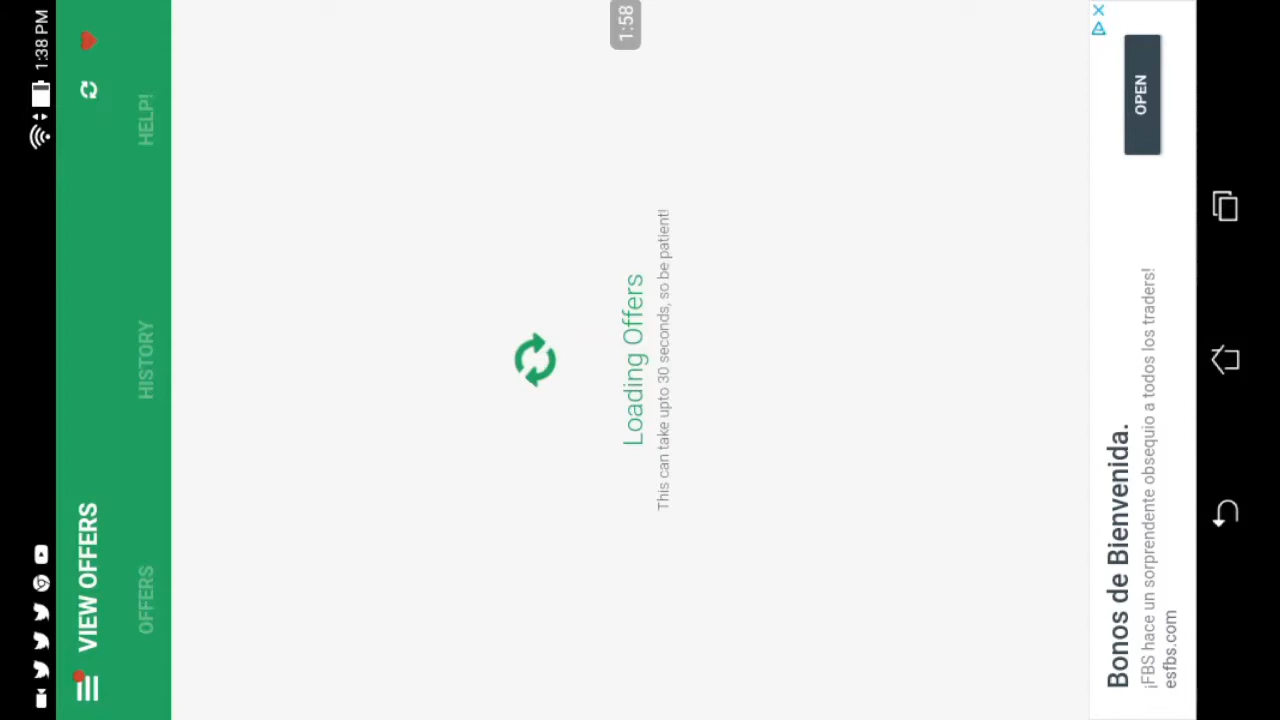 1:38 PM
VIEW OFFERS
OFFERS
HISTORY
HELP!
1:58
Loading Offers
This can take upto 30 seconds, so be patient!
Bonos de Bienvenida.
¡FBS hace un sorprendente obsequio a todos los traders!
esfbs.com
OPEN